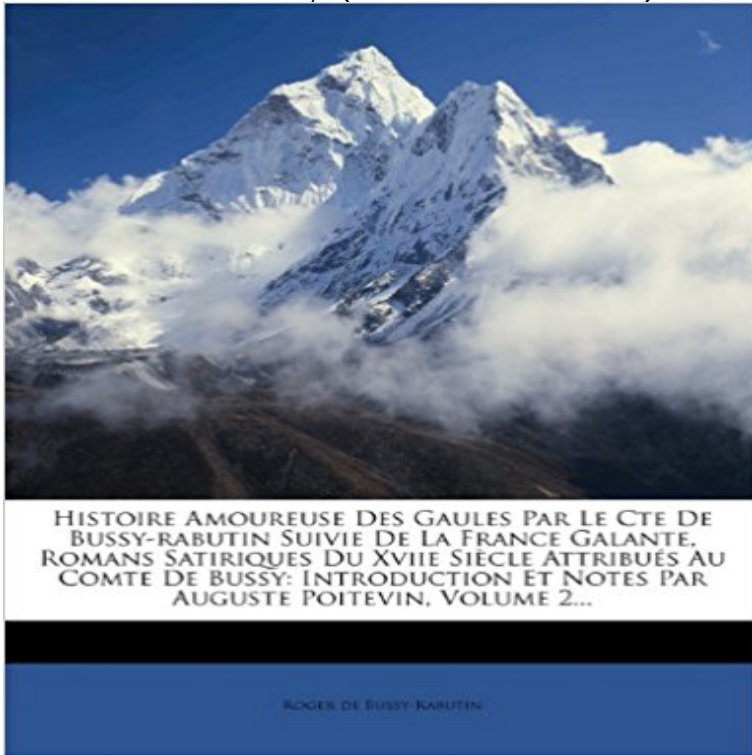 HISTOIRE AMOUREUSE DES GAULES PAR LE CTE DE
BUSSY-RABUTIN SUIVIE DE LA FRANCE GALANTE,
ROMANS SATIRIQUES DU XVIIE SIÈCLE ATTRIBUÉS AU
COMTE DE BUSSY: INTRODUCTION ET NOTES PAR
AUGUSTE POITEVIN, VOLUME 2...
ROGER DE BUSSY-RABUTIN